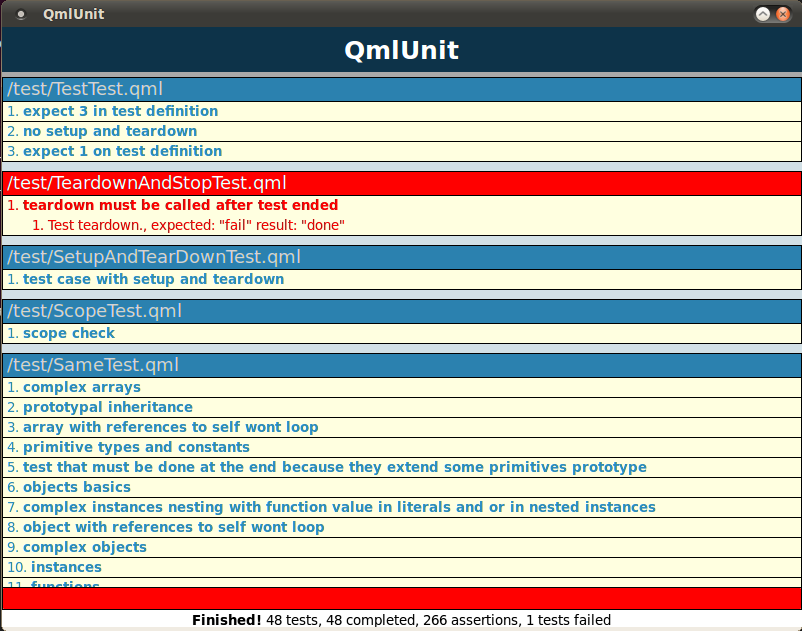 QmlUnit
QmlUnit
/test/TestTest.qml
1. expect 3 in test definition
2. no setup and teardown
3. expect 1 on test definition
/test/TeardownAndStopTest.qml
1. teardown must be called after test ended
1. Test teardown., expected: "fail" result: "done"
/test/SetupAndTearDownTest.qml
1. test case with setup and teardown
/test/ScopeTest.qml
1. scope check
/test/SameTest.qml
1. complex arrays
2. prototypal inheritance
3. array with references to self wont loop
4. primitive types and constants
5. test that must be done at the end because they extend some primitives prototype
6. objects basics
7. complex instances nesting with function value in literals and or in nested instances
8. object with references to self wont loop
9. complex objects
10. instances
11. functions
Finished! 48 tests, 48 completed, 266 assertions, 1 tests failed